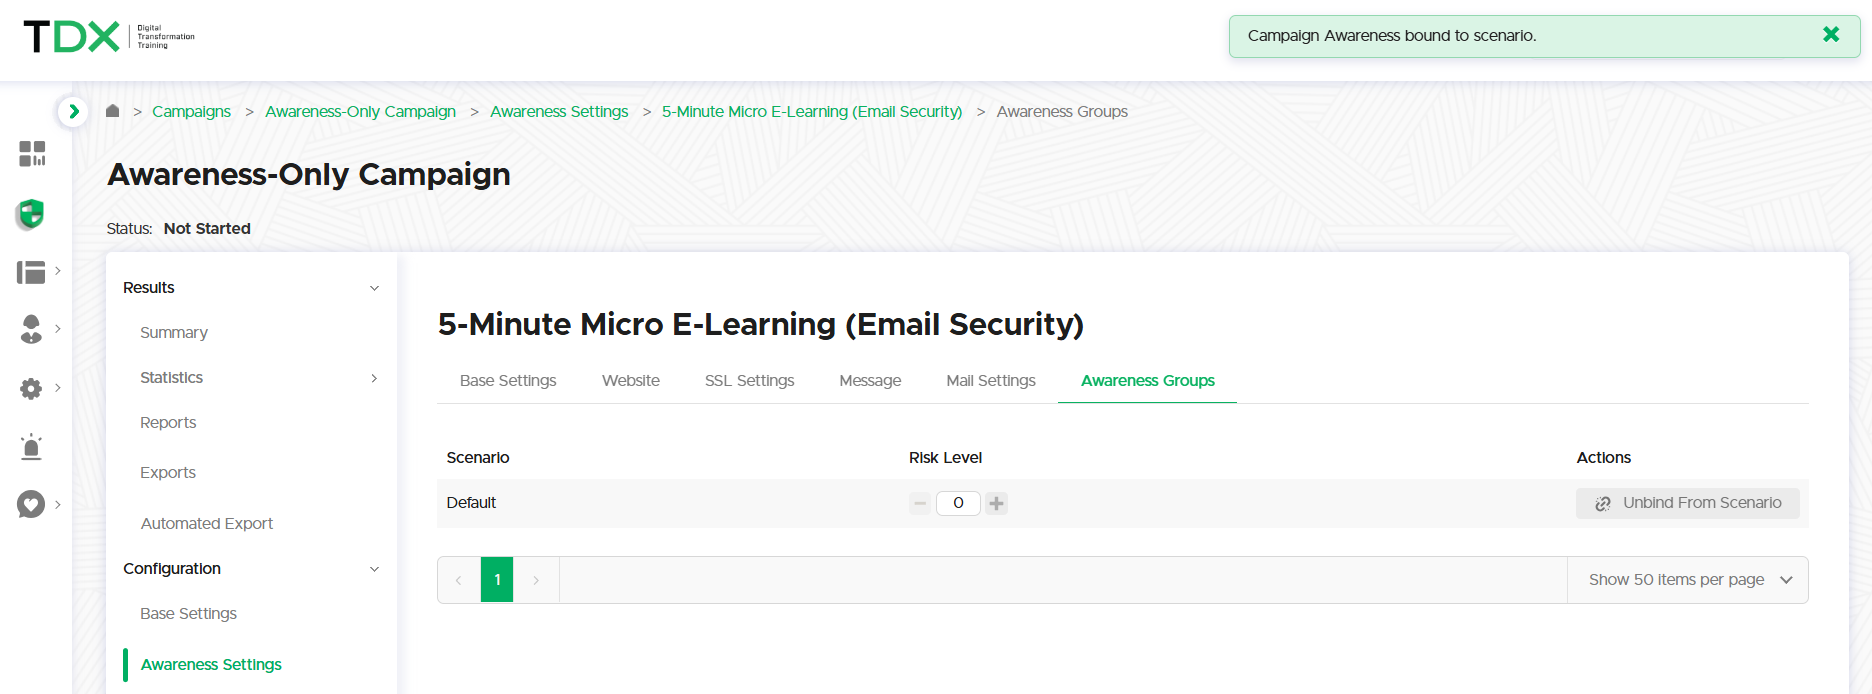 TDX
Digital
Transformation
Training
Campaign Awareness bound to scenario.
> Campaigns > Awareness-Only Campaign > Awareness Settings > 5-Minute Micro E-Learning (Email Security) > Awareness Groups
Awareness-Only Campaign
Status: Not Started
Results
Summary
Statistics
Reports
Exports
Automated Export
Configuration
Base Settings
Awareness Settings
5-Minute Micro E-Learning (Email Security)
Base Settings Website SSL Settings Message Mail Settings Awareness Groups
Scenario Risk Level Actions
Default 0 Unbind From Scenario
1 Show 50 items per page